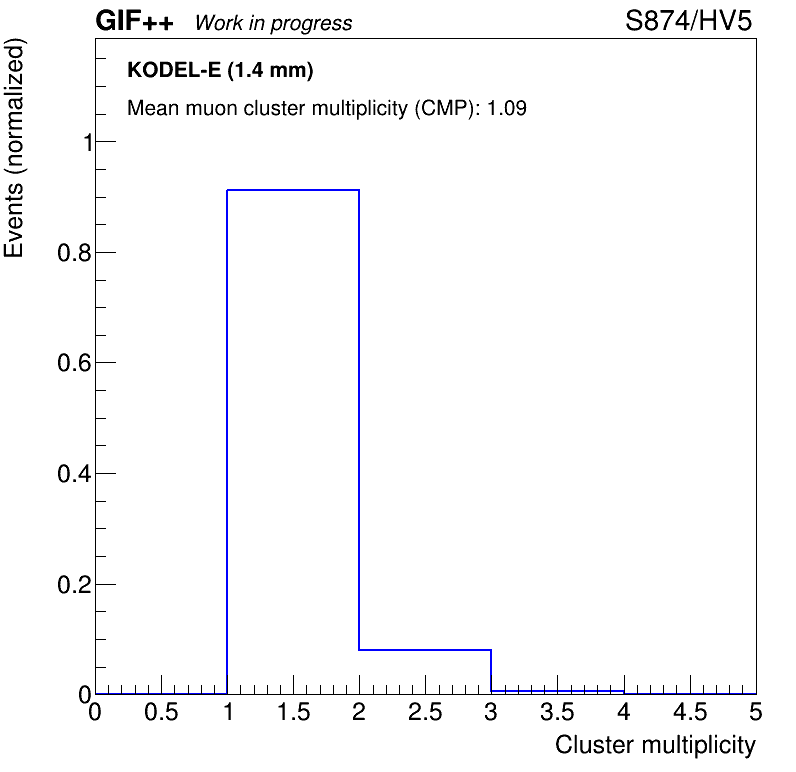 GIF++ Work in progress S874/HV5
KODEL-E (1.4 mm)
Mean muon cluster multiplicity (CMP): 1.09
Events (normalized)
1
0.8
0.6
0.4
0.2
0
0 0.5 1 1.5 2 2.5 3 3.5 4 4.5 5
Cluster multiplicity